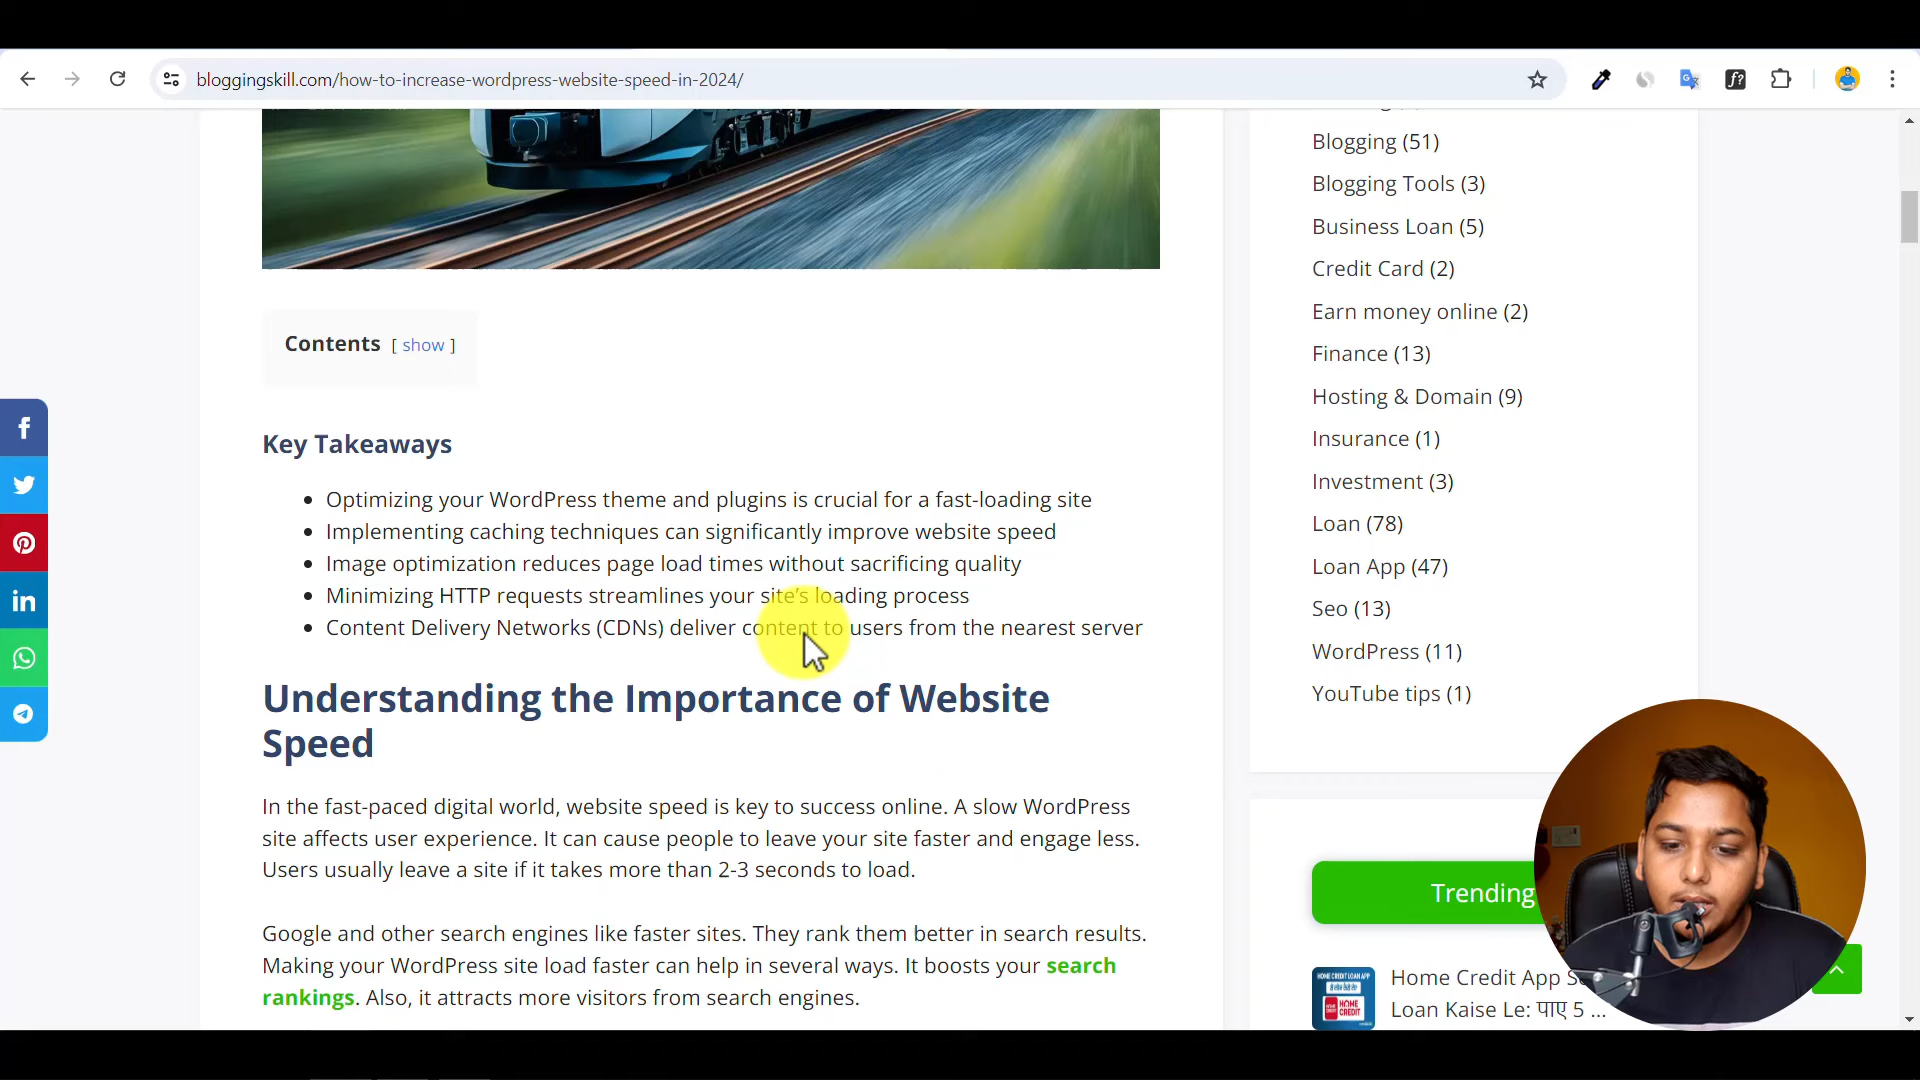 bloggingskill.com/how-to-increase-wordpress-website-speed-in-2024/
Contents [ show ]
Key Takeaways
Optimizing your WordPress theme and plugins is crucial for a fast-loading site
Implementing caching techniques can significantly improve website speed
Image optimization reduces page load times without sacrificing quality
Minimizing HTTP requests streamlines your site’s loading process
Content Delivery Networks (CDNs) deliver content to users from the nearest server
Understanding the Importance of Website
Speed
In the fast-paced digital world, website speed is key to success online. A slow WordPress
site affects user experience. It can cause people to leave your site faster and engage less.
Users usually leave a site if it takes more than 2-3 seconds to load.
Google and other search engines like faster sites. They rank them better in search results.
Making your WordPress site load faster can help in several ways. It boosts your search
rankings. Also, it attracts more visitors from search engines.
Blogging (51)
Blogging Tools (3)
Business Loan (5)
Credit Card (2)
Earn money online (2)
Finance (13)
Hosting & Domain (9)
Insurance (1)
Investment (3)
Loan (78)
Loan App (47)
Seo (13)
WordPress (11)
YouTube tips (1)
Trending
Home Credit App
Loan Kaise Le: पाए 5 ...
HOME CREDIT LOAN APP
HOME
CREDIT